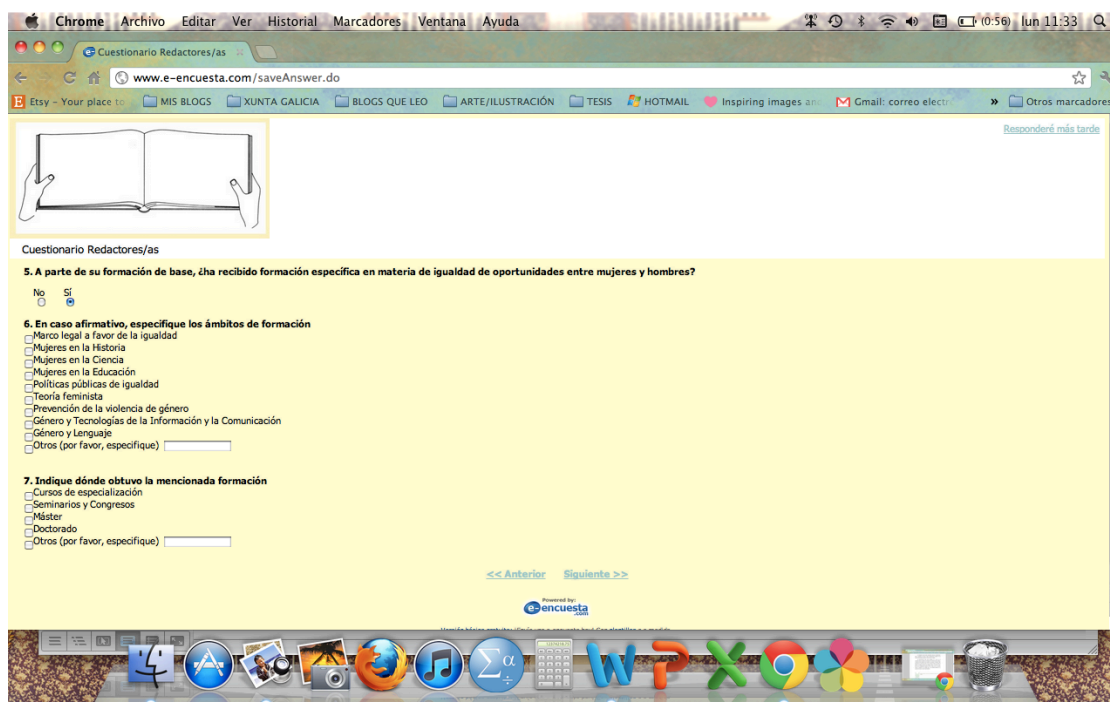 Chrome Archivo Editar Ver Historial Marcadores Ventana Ayuda (0:56) lun 11:33
Cuestionario Redactores/as
www.e-encuesta.com/saveAnswer.do
Etsy - Your place to MIS BLOGS XUNTA GALICIA BLOGS QUE LEO ARTE/ILUSTRACIÓN TESIS HOTMAIL Inspiring images an Gmail: correo electr » Otros marcadores
Responderé más tarde
Cuestionario Redactores/as
5. A parte de su formación de base, ¿ha recibido formación específica en materia de igualdad de oportunidades entre mujeres y hombres?
No Sí
6. En caso afirmativo, especifique los ámbitos de formación
Marco legal a favor de la igualdad
Mujeres en la Historia
Mujeres en la Ciencia
Mujeres en la Educación
Políticas públicas de igualdad
Teoría feminista
Prevención de la violencia de género
Género y Tecnologías de la Información y la Comunicación
Género y Lenguaje
Otros (por favor, especifique)
7. Indique dónde obtuvo la mencionada formación
Cursos de especialización
Seminarios y Congresos
Máster
Doctorado
Otros (por favor, especifique)
<< Anterior Siguiente >>
Powered by:
e-encuesta
.com